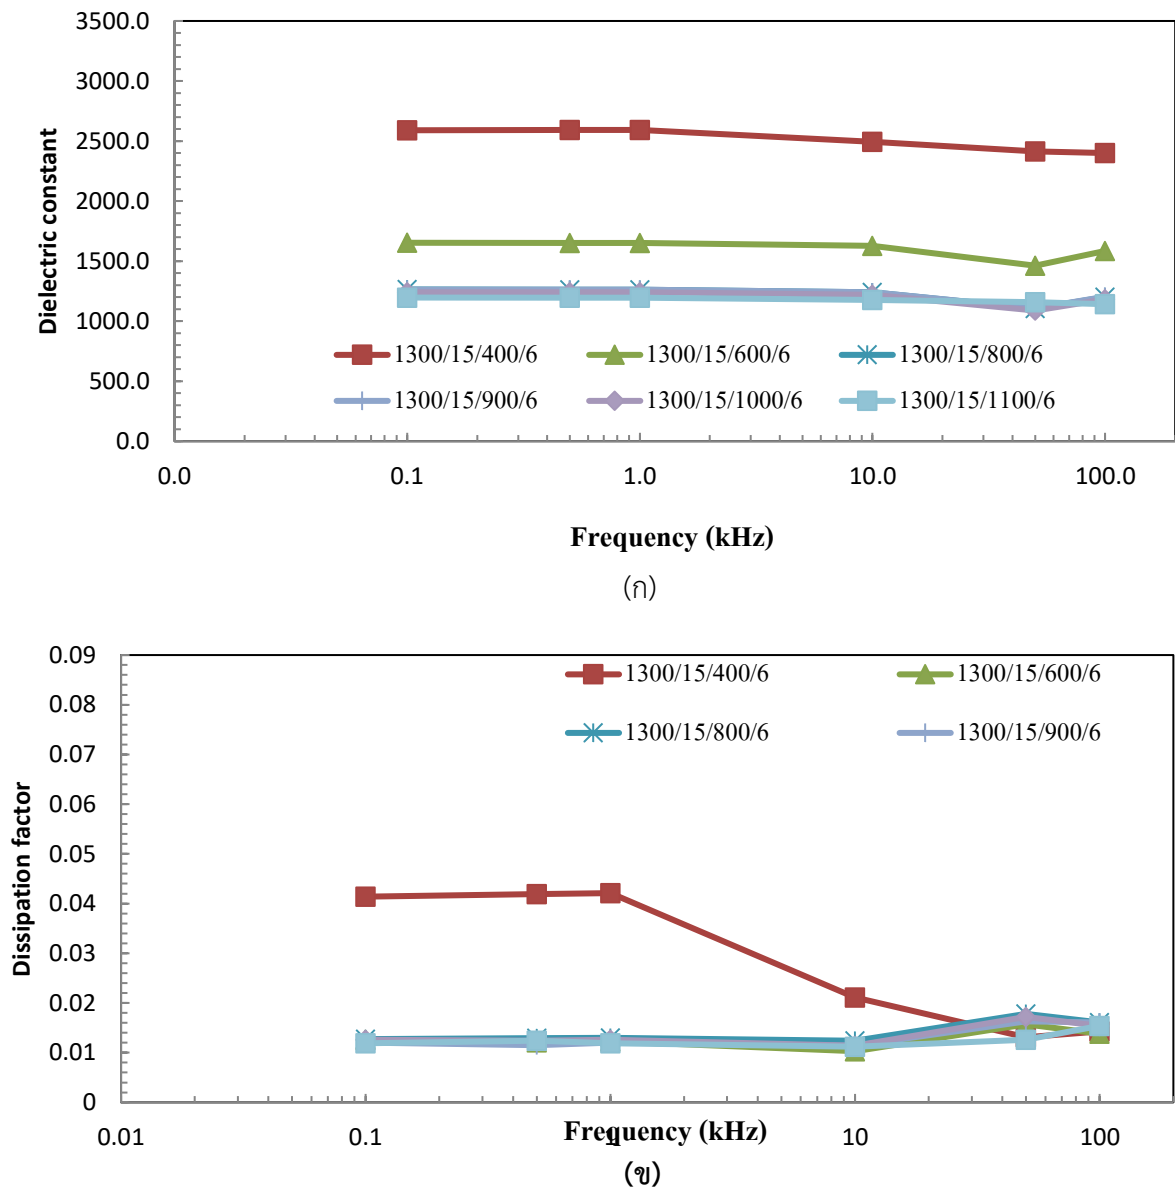 3500.0
3000.0
2500.0
2000.0
1500.0
1000.0
500.0
0.0
Dielectric constant
1300/15/400/6 1300/15/600/6 1300/15/800/6
1300/15/900/6 1300/15/1000/6 1300/15/1100/6
0.0 0.1 1.0 10.0 100.0
Frequency (kHz)
(ก)
0.09
0.08
0.07
0.06
0.05
0.04
0.03
0.02
0.01
0
Dissipation factor
1300/15/400/6 1300/15/600/6
1300/15/800/6 1300/15/900/6
0.01 0.1 1 10 100
Frequency (kHz)
(ข)